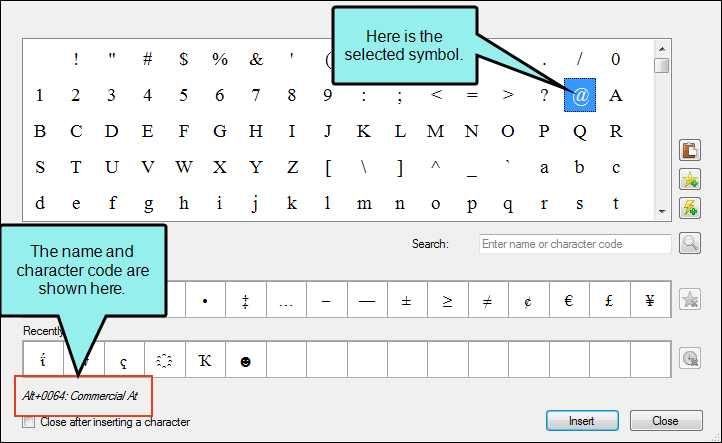 Here is the
selected symbol.
! " # $ % & ' ( . / 0
1 2 3 4 5 6 7 8 9 : ; < = > ? @ A
B C D E F G H I J K L M N O P Q R
S T U V W X Y Z [ \ ] ^ _ ` a b c
d e f g h i j k l m n o p q r s t
Search: Enter name or character code
The name and
character code are
shown here.
• ‡ … – — ± ≥ ≠ ¢ € £ ¥
Recently
ΐ ç Ҡ ☻
Alt+0064: Commercial At
Close after inserting a character
Insert Close